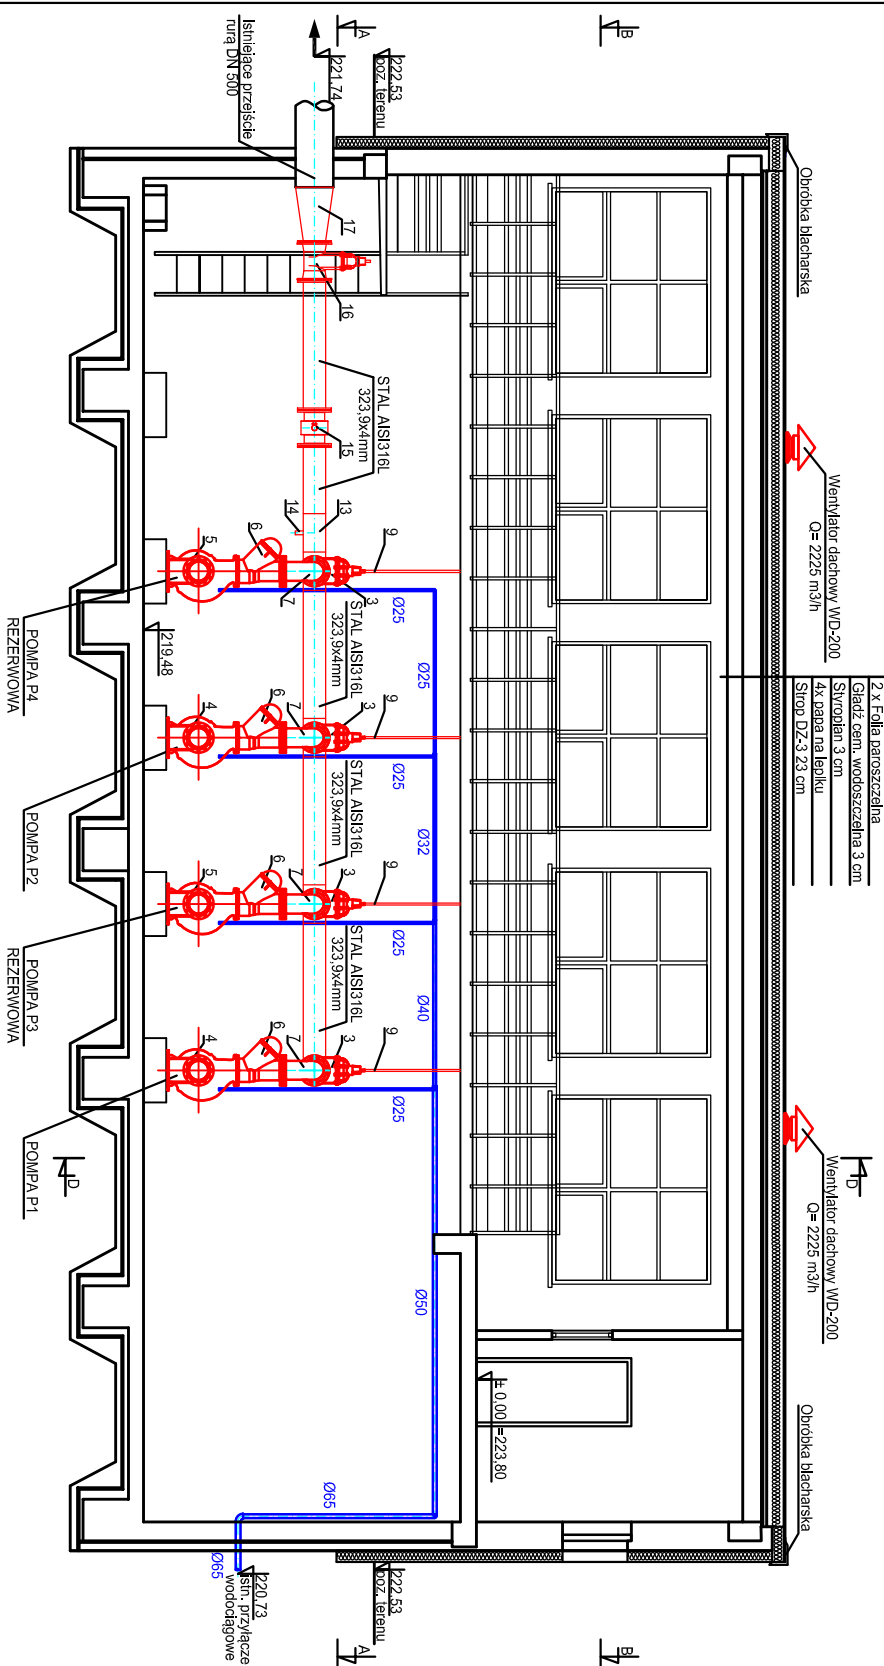 A
B
A
B
D
D
Istniejące przejście
rurą DN 500
221,74
222,53
poz. terenu
Obróbka blacharska
Wentylator dachowy WD-200
Q= 2225 m3/h
2 x Folia paroszczelna
Gładź cem. wodoszczelna 3 cm
Styropian 3 cm
4x papa na lepiku
Strop DZ-3 23 cm
Wentylator dachowy WD-200
Q= 2225 m3/h
Obróbka blacharska
17
16
STAL AISI316L
323,9x4mm
15
13
14
9
3
7
6
5
Ø25
Ø25
STAL AISI316L
323,9x4mm
9
3
7
6
4
Ø25
Ø32
STAL AISI316L
323,9x4mm
9
3
7
6
5
Ø25
Ø40
STAL AISI316L
323,9x4mm
9
3
7
6
4
Ø25
Ø50
± 0,00 =223,80
Ø65
Ø65
220,73
istn. przyłącze
wodociągowe
222,53
poz. terenu
219,48
POMPA P4
REZERWOWA
POMPA P2
POMPA P3
REZERWOWA
POMPA P1